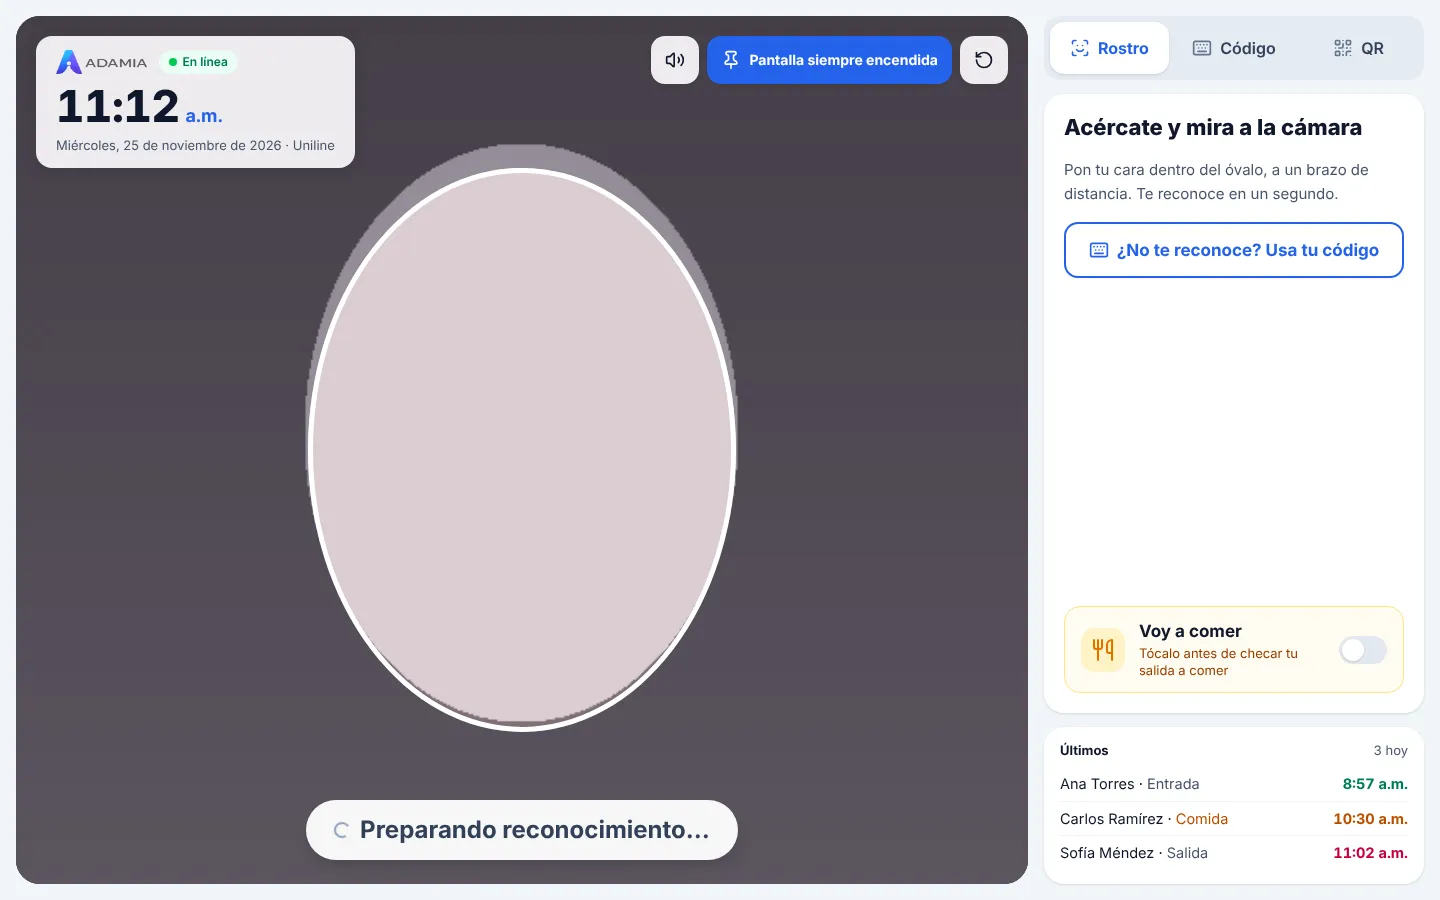 ADAMIA
En línea
11:12 a.m.
Miércoles, 25 de noviembre de 2026 · Uniline
Pantalla siempre encendida
Preparando reconocimiento...
Rostro
Código
QR
Acércate y mira a la cámara
Pon tu cara dentro del óvalo, a un brazo de
distancia. Te reconoce en un segundo.
¿No te reconoce? Usa tu código
Voy a comer
Tócalo antes de checar tu
salida a comer
Últimos
3 hoy
Ana Torres · Entrada
8:57 a.m.
Carlos Ramírez · Comida
10:30 a.m.
Sofía Méndez · Salida
11:02 a.m.